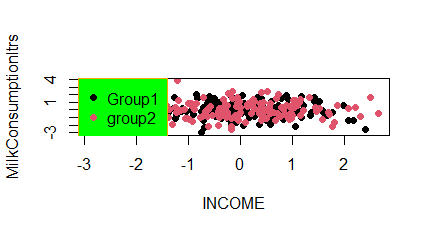 MilkConsumptionltrs
4
1
-3
Group1
group2
-3 -2 -1 0 1 2
INCOME